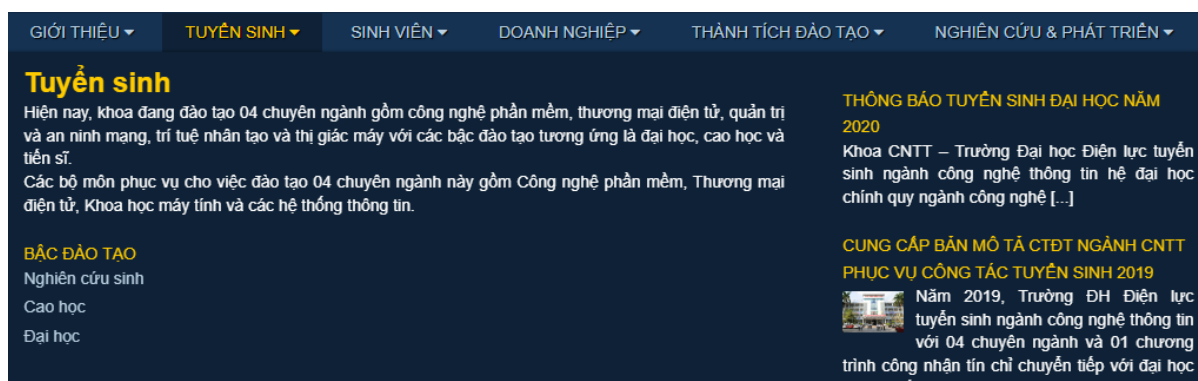 GIỚI THIỆU
TUYỂN SINH
SINH VIÊN
DOANH NGHIỆP
THÀNH TÍCH ĐÀO TẠO
NGHIÊN CỨU & PHÁT TRIỂN
Tuyển sinh
Hiện nay, khoa đang đào tạo 04 chuyên ngành gồm công nghệ phần mềm, thương mại điện tử, quản trị
và an ninh mạng, trí tuệ nhân tạo và thị giác máy với các bậc đào tạo tương ứng là đại học, cao học và
tiến sĩ.
Các bộ môn phục vụ cho việc đào tạo 04 chuyên ngành này gồm Công nghệ phần mềm, Thương mại
điện tử, Khoa học máy tính và các hệ thống thông tin.
BẬC ĐÀO TẠO
Nghiên cứu sinh
Cao học
Đại học
THÔNG BÁO TUYỂN SINH ĐẠI HỌC NĂM
2020
Khoa CNTT – Trường Đại học Điện lực tuyển
sinh ngành công nghệ thông tin hệ đại học
chính quy ngành công nghệ [...]
CUNG CẤP BẢN MÔ TẢ CTĐT NGÀNH CNTT
PHỤC VỤ CÔNG TÁC TUYỂN SINH 2019
Năm 2019, Trường ĐH Điện lực
tuyển sinh ngành công nghệ thông tin
với 04 chuyên ngành và 01 chương
trình công nhận tín chỉ chuyển tiếp với đại học